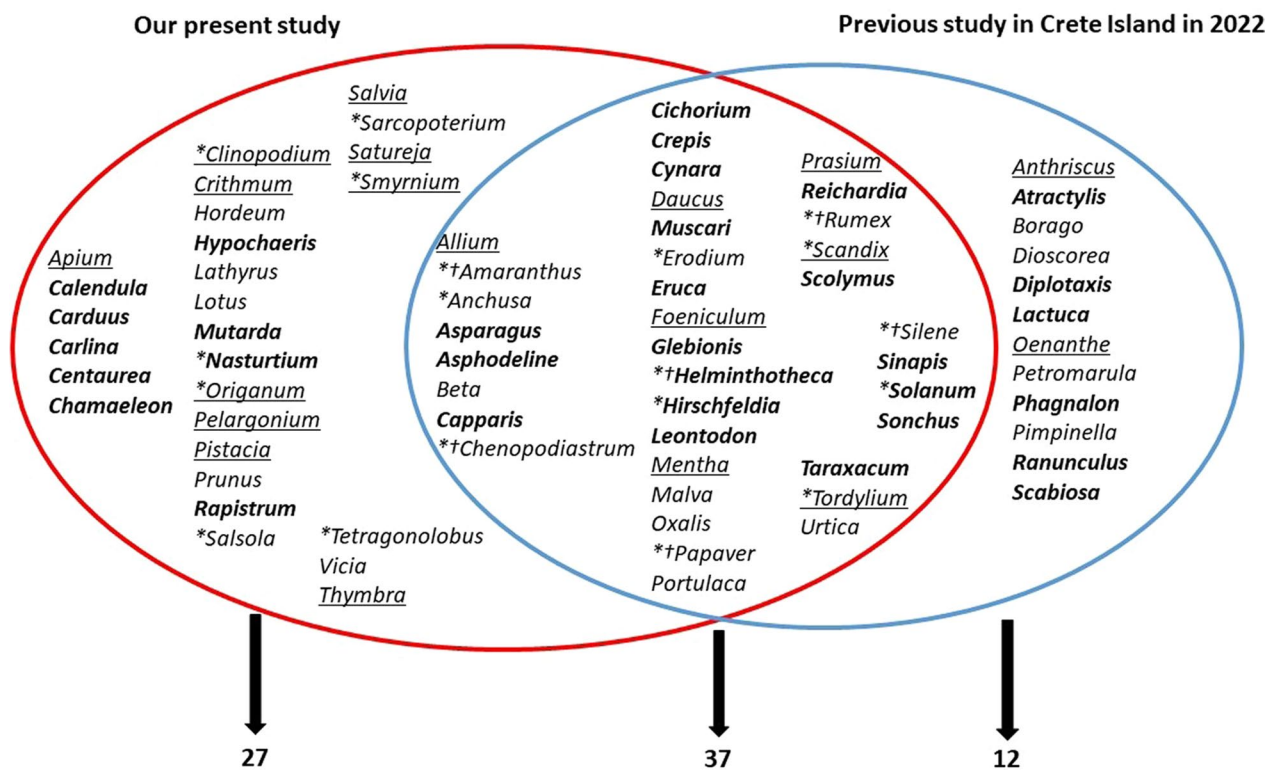 Our present study
Previous study in Crete Island in 2022
Salvia
*Sarcopoterium
Satureja
*Smyrnium
*Clinopodium
Crithmum
Hordeum
Hypochaeris
Lathyrus
Lotus
Mutarda
*Nasturtium
*Origanum
Pelargonium
Pistacia
Prunus
Rapistrum
*Salsola
Apium
Calendula
Carduus
Carlina
Centaurea
Chamaeleon
*Tetragonolobus
Vicia
Thymbra
Allium
*†Amaranthus
*Anchusa
Asparagus
Asphodeline
Beta
Capparis
*†Chenopodiastrum
Cichorium
Crepis
Cynara
Daucus
Muscari
*Erodium
Eruca
Foeniculum
Glebionis
*†Helminthotheca
*Hirschfeldia
Leontodon
Mentha
Malva
Oxalis
*†Papaver
Portulaca
Prasium
Reichardia
*†Rumex
*Scandix
Scolymus
*†Silene
Sinapis
*Solanum
Sonchus
Taraxacum
*Tordylium
Urtica
Anthriscus
Atractylis
Borago
Dioscorea
Diplotaxis
Lactuca
Oenanthe
Petromarula
Phagnalon
Pimpinella
Ranunculus
Scabiosa
27
37
12